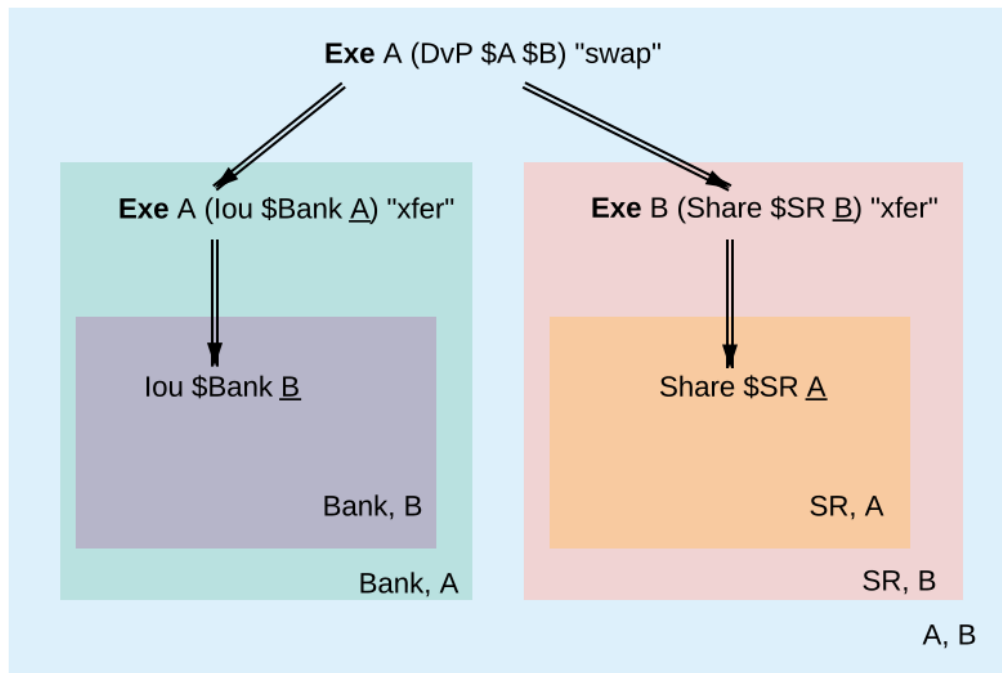 Exe A (DvP $A $B) "swap"
Exe A (Iou $Bank A) "xfer"
Exe B (Share $SR B) "xfer"
Iou $Bank B
Share $SR A
Bank, B
SR, A
Bank, A
SR, B
A, B